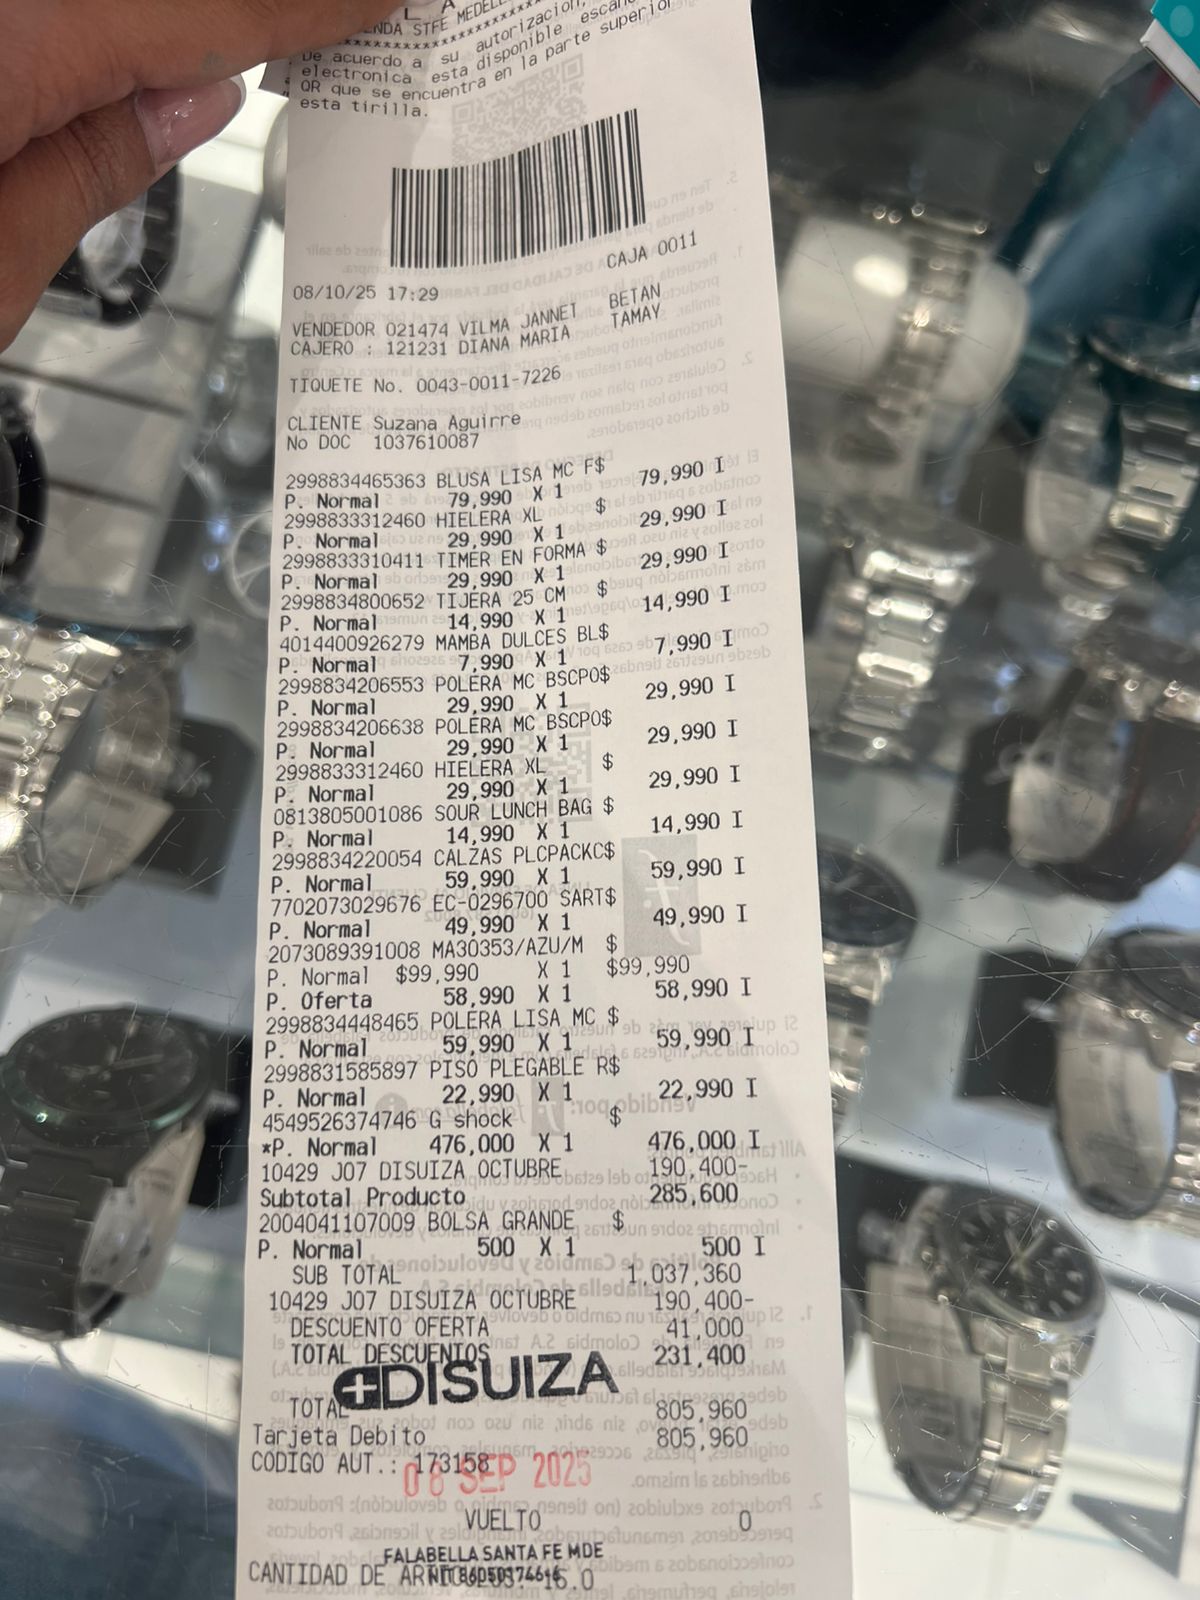 ENDA STFE MEDEL
De acuerdo a su autorizacion,
electronica esta disponible escan
QR que se encuentra en la parte superior
esta tirilla.
CAJA 0011
08/10/25 17:29
VENDEDOR 021474 VILMA JANNET BETAN
CAJERO : 121231 DIANA MARIA TAMAY
TIQUETE No. 0043-0011-7226
CLIENTE Suzana Aguirre
No DOC 1037610087
2998834465363 BLUSA LISA MC F$ 79,990 I
P. Normal 79,990 X 1
2998833312460 HIELERA XL $ 29,990 I
P. Normal 29,990 X 1
2998833310411 TIMER EN FORMA $ 29,990 I
P. Normal 29,990 X 1
2998834800652 TIJERA 25 CM $ 14,990 I
P. Normal 14,990 X 1
4014400926279 MAMBA DULCES BL$ 7,990 I
P. Normal 7,990 X 1
2998834206553 POLERA MC BSCPO$ 29,990 I
P. Normal 29,990 X 1
2998834206638 POLERA MC BSCPO$ 29,990 I
P. Normal 29,990 X 1
2998833312460 HIELERA XL $ 29,990 I
P. Normal 29,990 X 1
0813805001086 SOUR LUNCH BAG $ 14,990 I
P. Normal 14,990 X 1
2998834220054 CALZAS PLCPACKC$ 59,990 I
P. Normal 59,990 X 1
7702073029676 EC-0296700 SART$ 49,990 I
P. Normal 49,990 X 1
2073089391008 MA30353/AZU/M $
P. Normal $99,990 X 1 $99,990
P. Oferta 58,990 X 1 58,990 I
2998834448465 POLERA LISA MC $
P. Normal 59,990 X 1 59,990 I
2998831585897 PISO PLEGABLE R$
P. Normal 22,990 X 1 22,990 I
4549526374746 G shock $
*P. Normal 476,000 X 1 476,000 I
10429 J07 DISUIZA OCTUBRE 190,400-
Subtotal Producto 285,600
2004041107009 BOLSA GRANDE $
P. Normal 500 X 1 500 I
SUB TOTAL 1,037,360
10429 J07 DISUIZA OCTUBRE 190,400-
DESCUENTO OFERTA 41,000
TOTAL DESCUENTOS 231,400
DISUIZA
TOTAL 805,960
Tarjeta Debito 805,960
CODIGO AUT.: 173158
08 SEP 2025
VUELTO 0
FALABELLA SANTA FE MDE
CANTIDAD DE ARTICULOS: 16.0